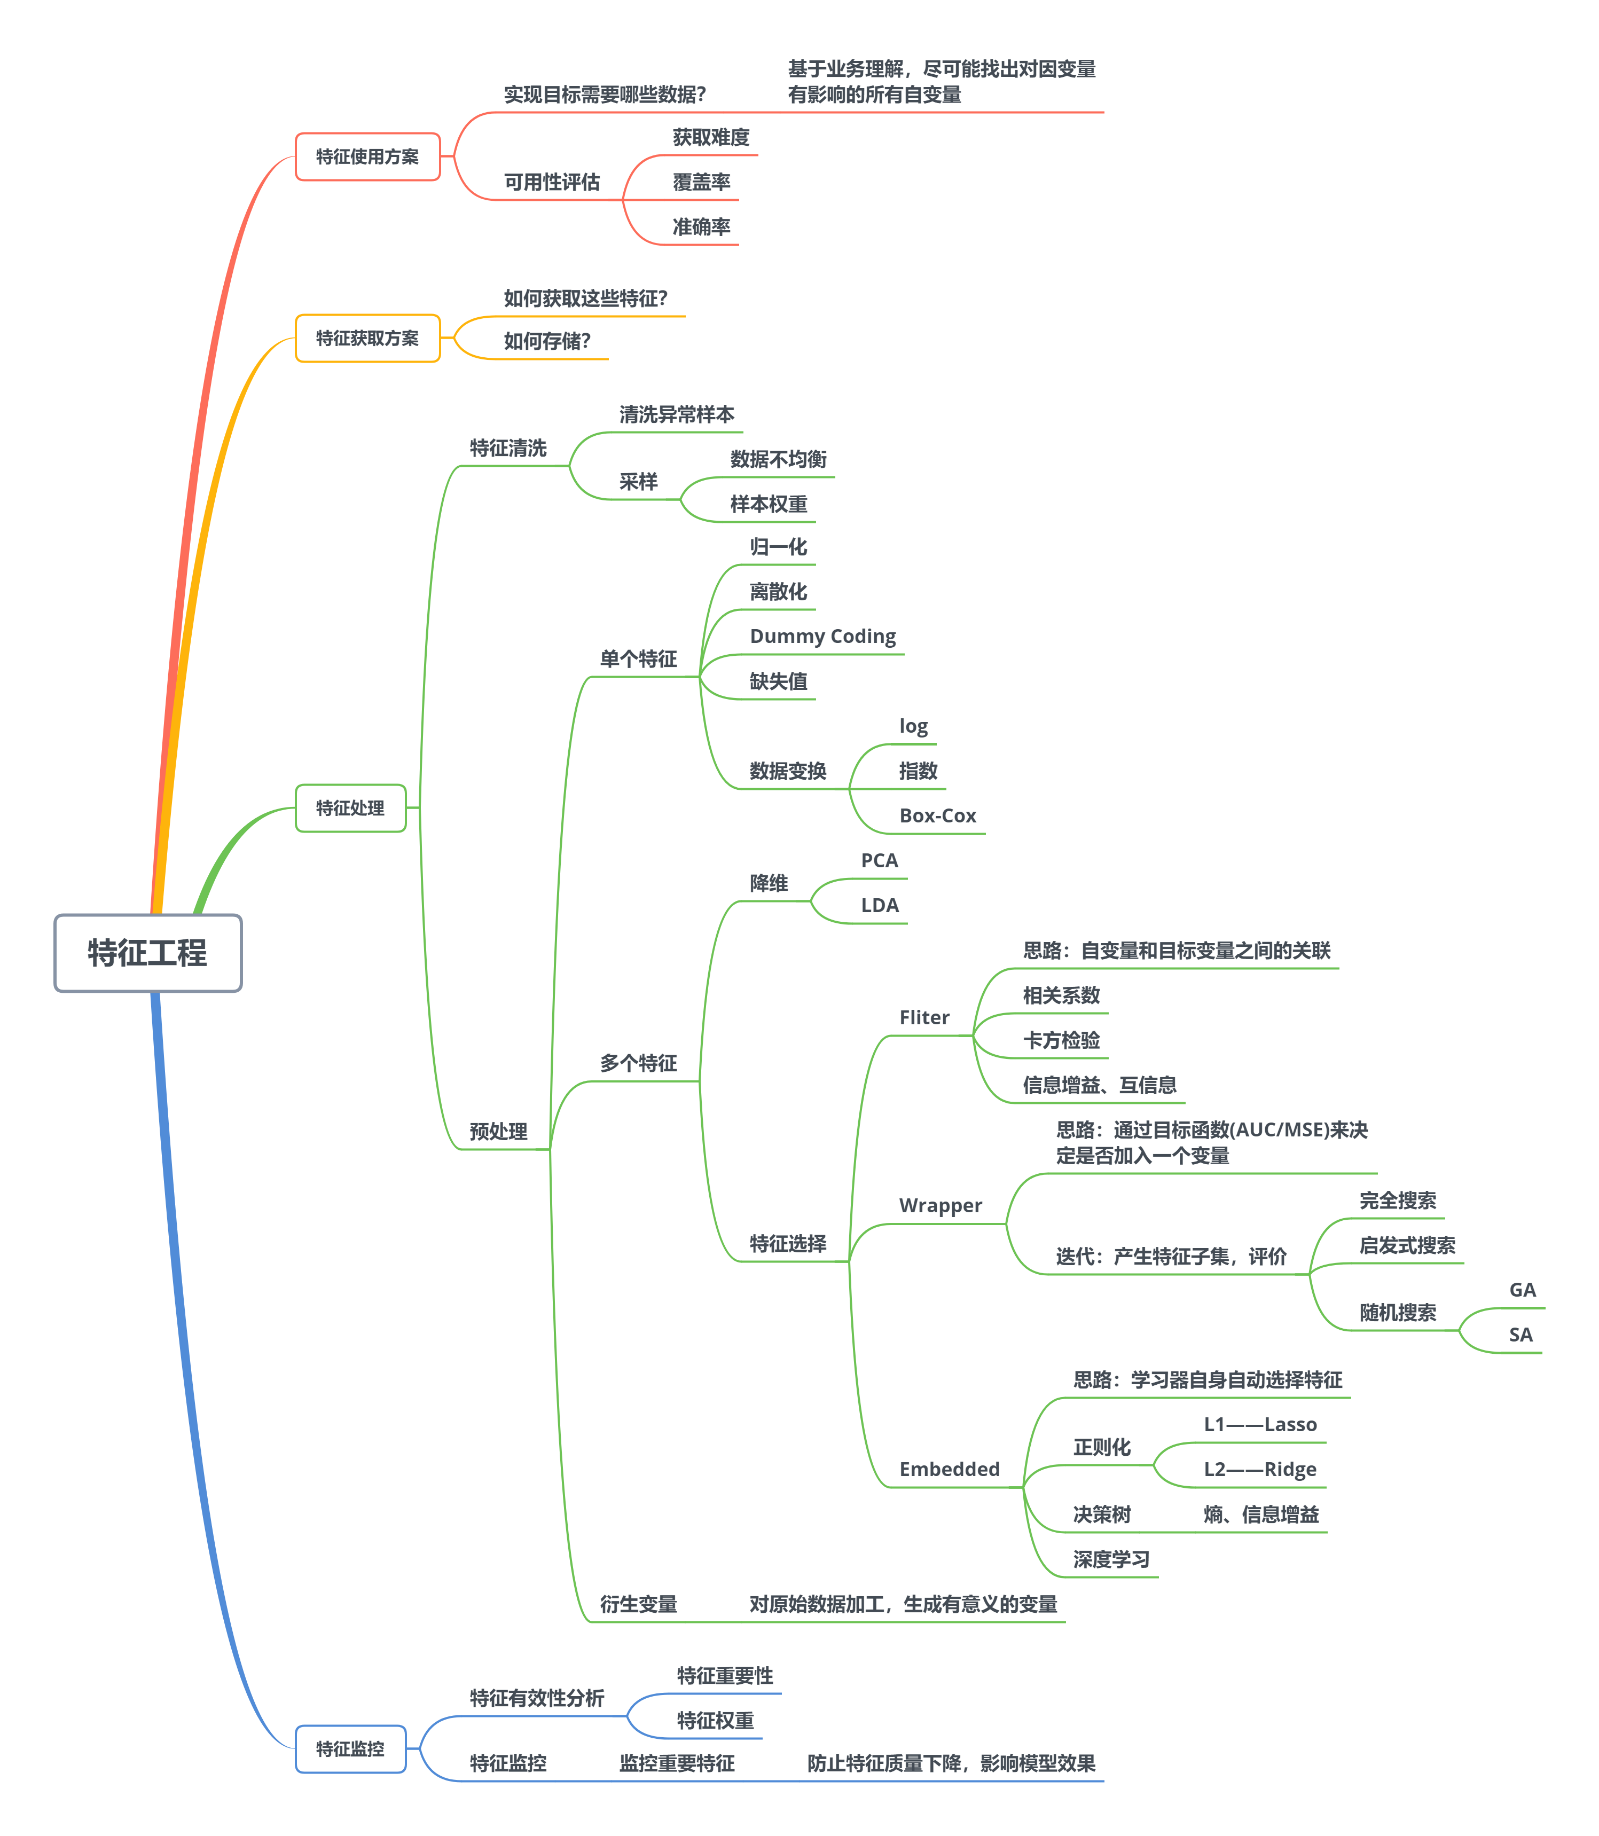 特征工程
特征使用方案
实现目标需要哪些数据？
基于业务理解，尽可能找出对因变量
有影响的所有自变量
可用性评估
获取难度
覆盖率
准确率
特征获取方案
如何获取这些特征？
如何存储？
特征处理
特征清洗
清洗异常样本
采样
数据不均衡
样本权重
预处理
单个特征
归一化
离散化
Dummy Coding
缺失值
数据变换
log
指数
Box-Cox
多个特征
降维
PCA
LDA
特征选择
Fliter
思路：自变量和目标变量之间的关联
相关系数
卡方检验
信息增益、互信息
Wrapper
思路：通过目标函数(AUC/MSE)来决
定是否加入一个变量
迭代：产生特征子集，评价
完全搜索
启发式搜索
随机搜索
GA
SA
Embedded
思路：学习器自身自动选择特征
正则化
L1——Lasso
L2——Ridge
决策树
熵、信息增益
深度学习
衍生变量
对原始数据加工，生成有意义的变量
特征监控
特征有效性分析
特征重要性
特征权重
特征监控
监控重要特征
防止特征质量下降，影响模型效果